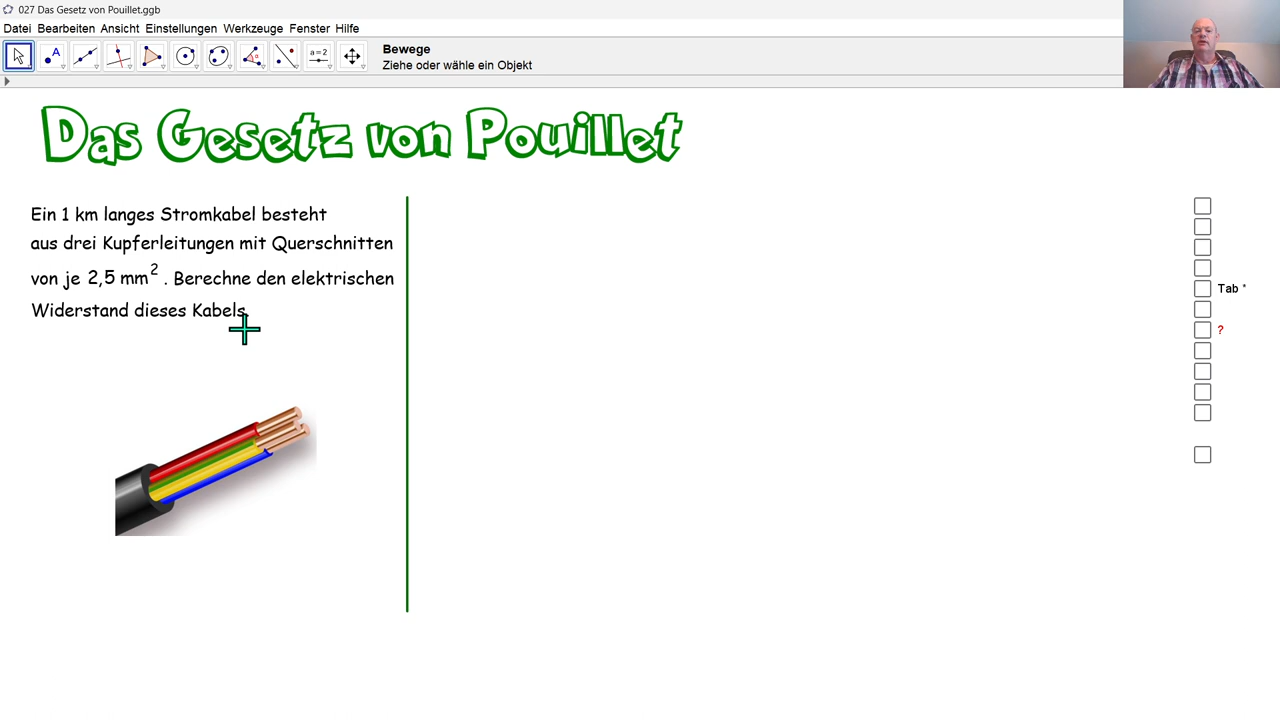 027 Das Gesetz von Pouillet.ggb
Datei Bearbeiten Ansicht Einstellungen Werkzeuge Fenster Hilfe
A
a=2
Bewege
Ziehe oder wähle ein Objekt
Das Gesetz von Pouillet
Ein 1 km langes Stromkabel besteht
aus drei Kupferleitungen mit Querschnitten
von je 2,5 mm² . Berechne den elektrischen
Widerstand dieses Kabels.
Tab *
?